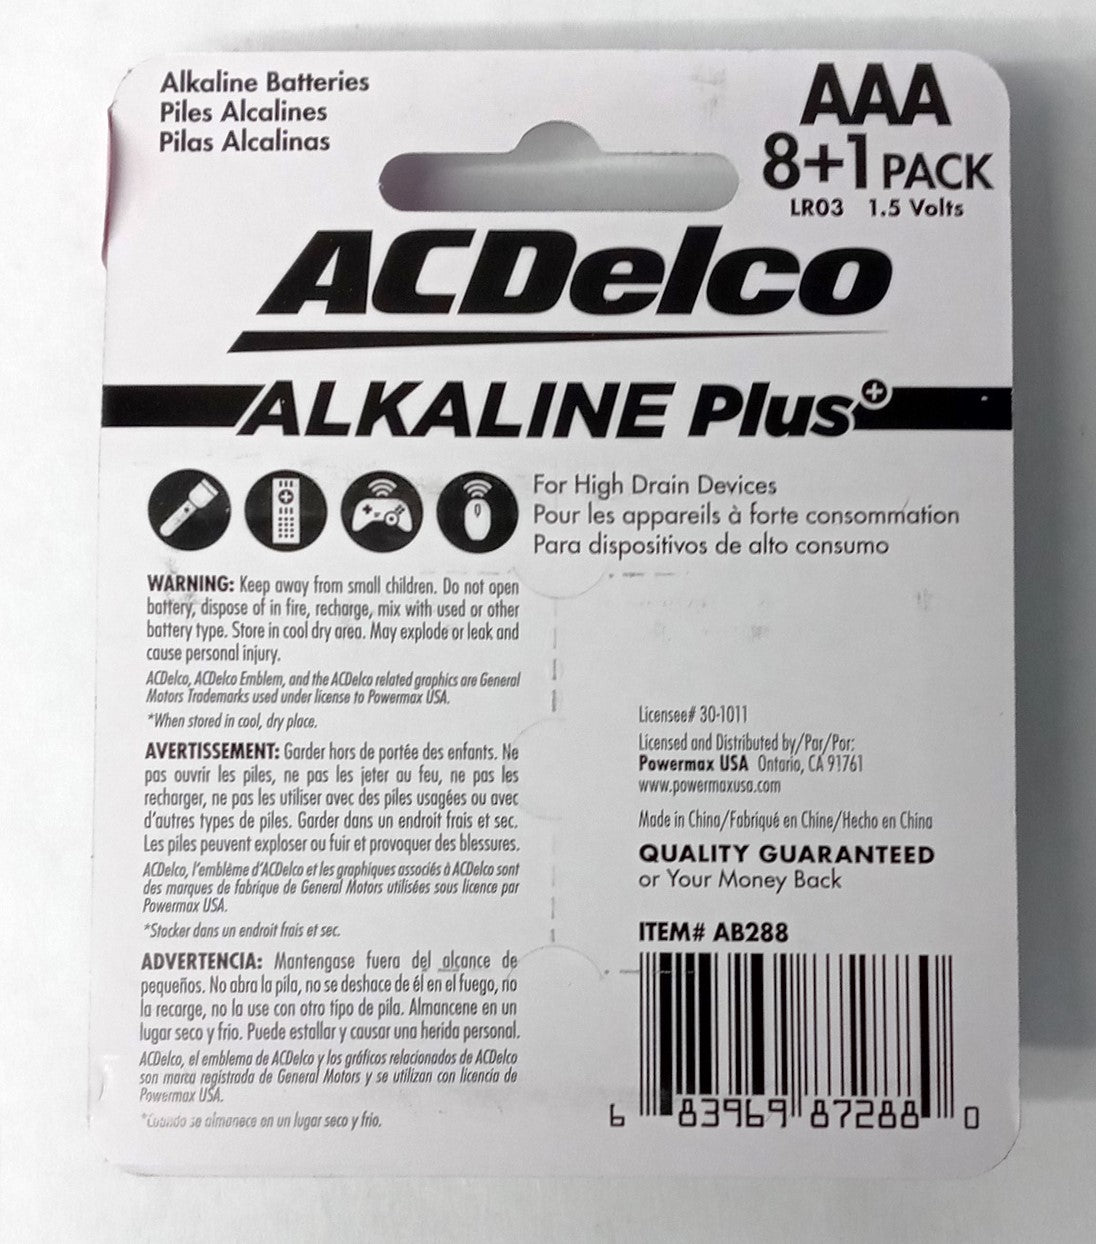 Alkaline Batteries
Piles Alcalines
Pilas Alcalinas
AAA
8+1 PACK
LR03 1.5 Volts
ACDelco
ALKALINE Plus+
For High Drain Devices
Pour les appareils à forte consommation
Para dispositivos de alto consumo
WARNING: Keep away from small children. Do not open
battery, dispose of in fire, recharge, mix with used or other
battery type. Store in cool dry area. May explode or leak and
cause personal injury.
ACDelco, ACDelco Emblem, and the ACDelco related graphics are General
Motors Trademarks used under license to Powermax USA.
*When stored in cool, dry place.
AVERTISSEMENT: Garder hors de portée des enfants. Ne
pas ouvrir les piles, ne pas les jeter au feu, ne pas les
recharger, ne pas les utiliser avec des piles usagées ou avec
d'autres types de piles. Garder dans un endroit frais et sec.
Les piles peuvent exploser ou fuir et provoquer des blessures.
ACDelco, l'emblème d'ACDelco et les graphiques associés à ACDelco sont
des marques de fabrique de General Motors utilisées sous licence par
Powermax USA.
*Stocker dans un endroit frais et sec.
ADVERTENCIA: Mantengase fuera del alcance de
pequeños. No abra la pila, no se deshace de él en el fuego, no
la recarge, no la use con otro tipo de pila. Almancene en un
lugar seco y frio. Puede estallar y causar una herida personal.
ACDelco, el emblema de ACDelco y los gráficos relacionados de ACDelco
son marca registrada de General Motors y se utilizan con licencia de
Powermax USA.
*Cuando se almanece en un lugar seco y frio.
Licensee# 30-1011
Licensed and Distributed by/Par/Por:
Powermax USA Ontario, CA 91761
www.powermaxusa.com
Made in China/Fabriqué en Chine/Hecho en China
QUALITY GUARANTEED
or Your Money Back
ITEM# AB288
6 83969 87288 0